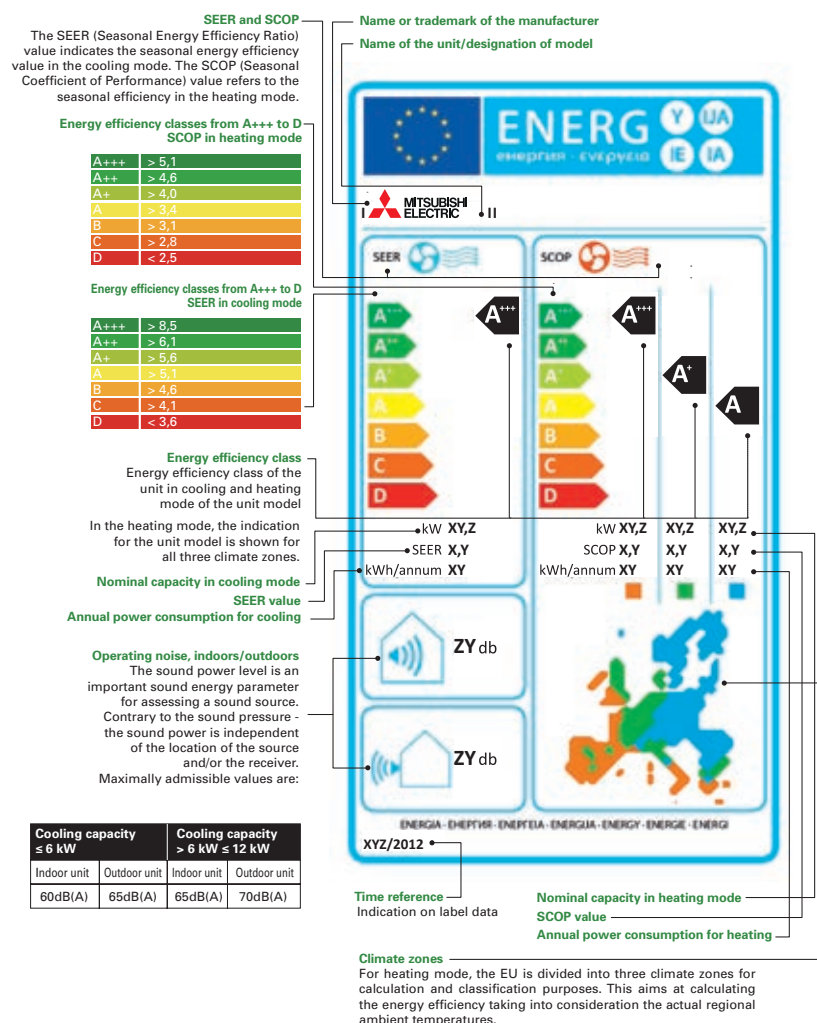 SEER and SCOP
The SEER (Seasonal Energy Efficiency Ratio)
value indicates the seasonal energy efficiency
value in the cooling mode. The SCOP (Seasonal
Coefficient of Performance) value refers to the
seasonal efficiency in the heating mode.
Name or trademark of the manufacturer
Name of the unit/designation of model
Energy efficiency classes from A+++ to D
SCOP in heating mode
A+++ > 5,1
A++ > 4,6
A+ > 4,0
A > 3,4
B > 3,1
C > 2,8
D < 2,5
Energy efficiency classes from A+++ to D
SEER in cooling mode
A+++ > 8,5
A++ > 6,1
A+ > 5,6
A > 5,1
B > 4,6
C > 4,1
D < 3,6
Energy efficiency class
Energy efficiency class of the
unit in cooling and heating
mode of the unit model
In the heating mode, the indication
for the unit model is shown for
all three climate zones.
Nominal capacity in cooling mode
SEER value
Annual power consumption for cooling
Operating noise, indoors/outdoors
The sound power level is an
important sound energy parameter
for assessing a sound source.
Contrary to the sound pressure -
the sound power is independent
of the location of the source
and/or the receiver.
Maximally admissible values are:
Cooling capacity ≤ 6 kW Cooling capacity > 6 kW ≤ 12 kW
Indoor unit Outdoor unit Indoor unit Outdoor unit
60dB(A) 65dB(A) 65dB(A) 70dB(A)
ENERG Y IJA
енергия · ενεργεια IE IA
I MITSUBISHI
ELECTRIC II
SEER SCOP
A+++ A+++ A+++ A+++
A++ A++
A+ A+ A+
A A A
B B
C C
D D
kW XY,Z kW XY,Z XY,Z XY,Z
SEER X,Y SCOP X,Y X,Y X,Y
kWh/annum XY kWh/annum XY XY XY
ZY db
ZY db
ENERGIA · ЕНЕРГИЯ · ΕΝΕΡΓΕΙΑ · ENERGIJA · ENERGY · ENERGIE · ENERGI
XYZ/2012
Time reference
Indication on label data
Nominal capacity in heating mode
SCOP value
Annual power consumption for heating
Climate zones
For heating mode, the EU is divided into three climate zones for
calculation and classification purposes. This aims at calculating
the energy efficiency taking into consideration the actual regional
ambient temperatures.